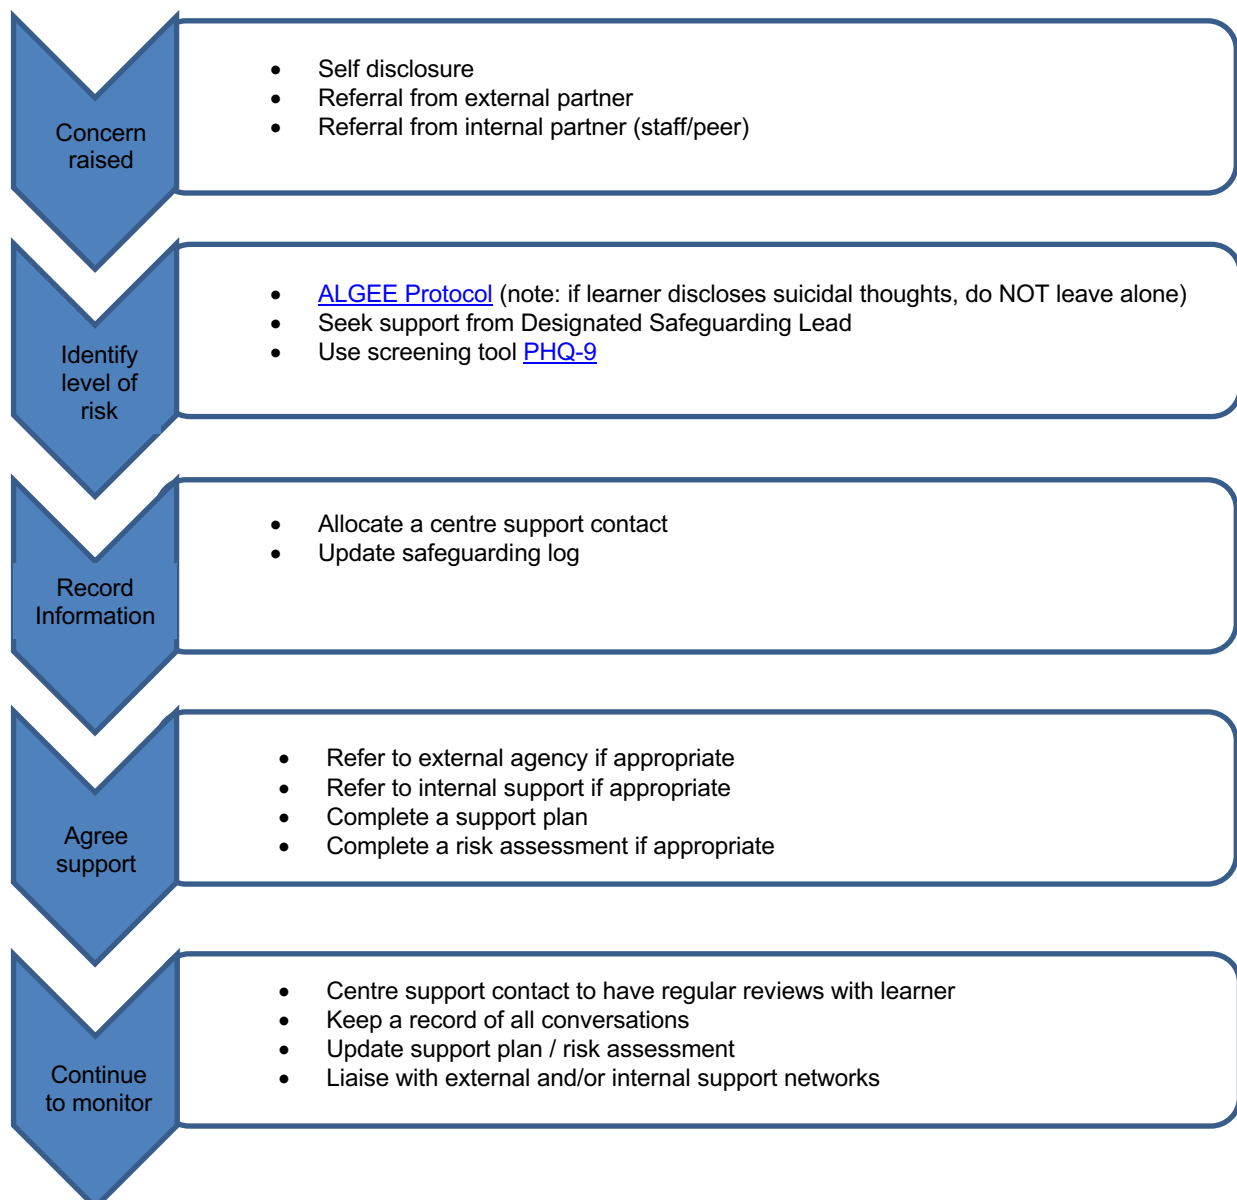 Concern
raised
• Self disclosure
• Referral from external partner
• Referral from internal partner (staff/peer)
Identify
level of
risk
• ALGEE Protocol (note: if learner discloses suicidal thoughts, do NOT leave alone)
• Seek support from Designated Safeguarding Lead
• Use screening tool PHQ-9
Record
Information
• Allocate a centre support contact
• Update safeguarding log
Agree
support
• Refer to external agency if appropriate
• Refer to internal support if appropriate
• Complete a support plan
• Complete a risk assessment if appropriate
Continue
to monitor
• Centre support contact to have regular reviews with learner
• Keep a record of all conversations
• Update support plan / risk assessment
• Liaise with external and/or internal support networks